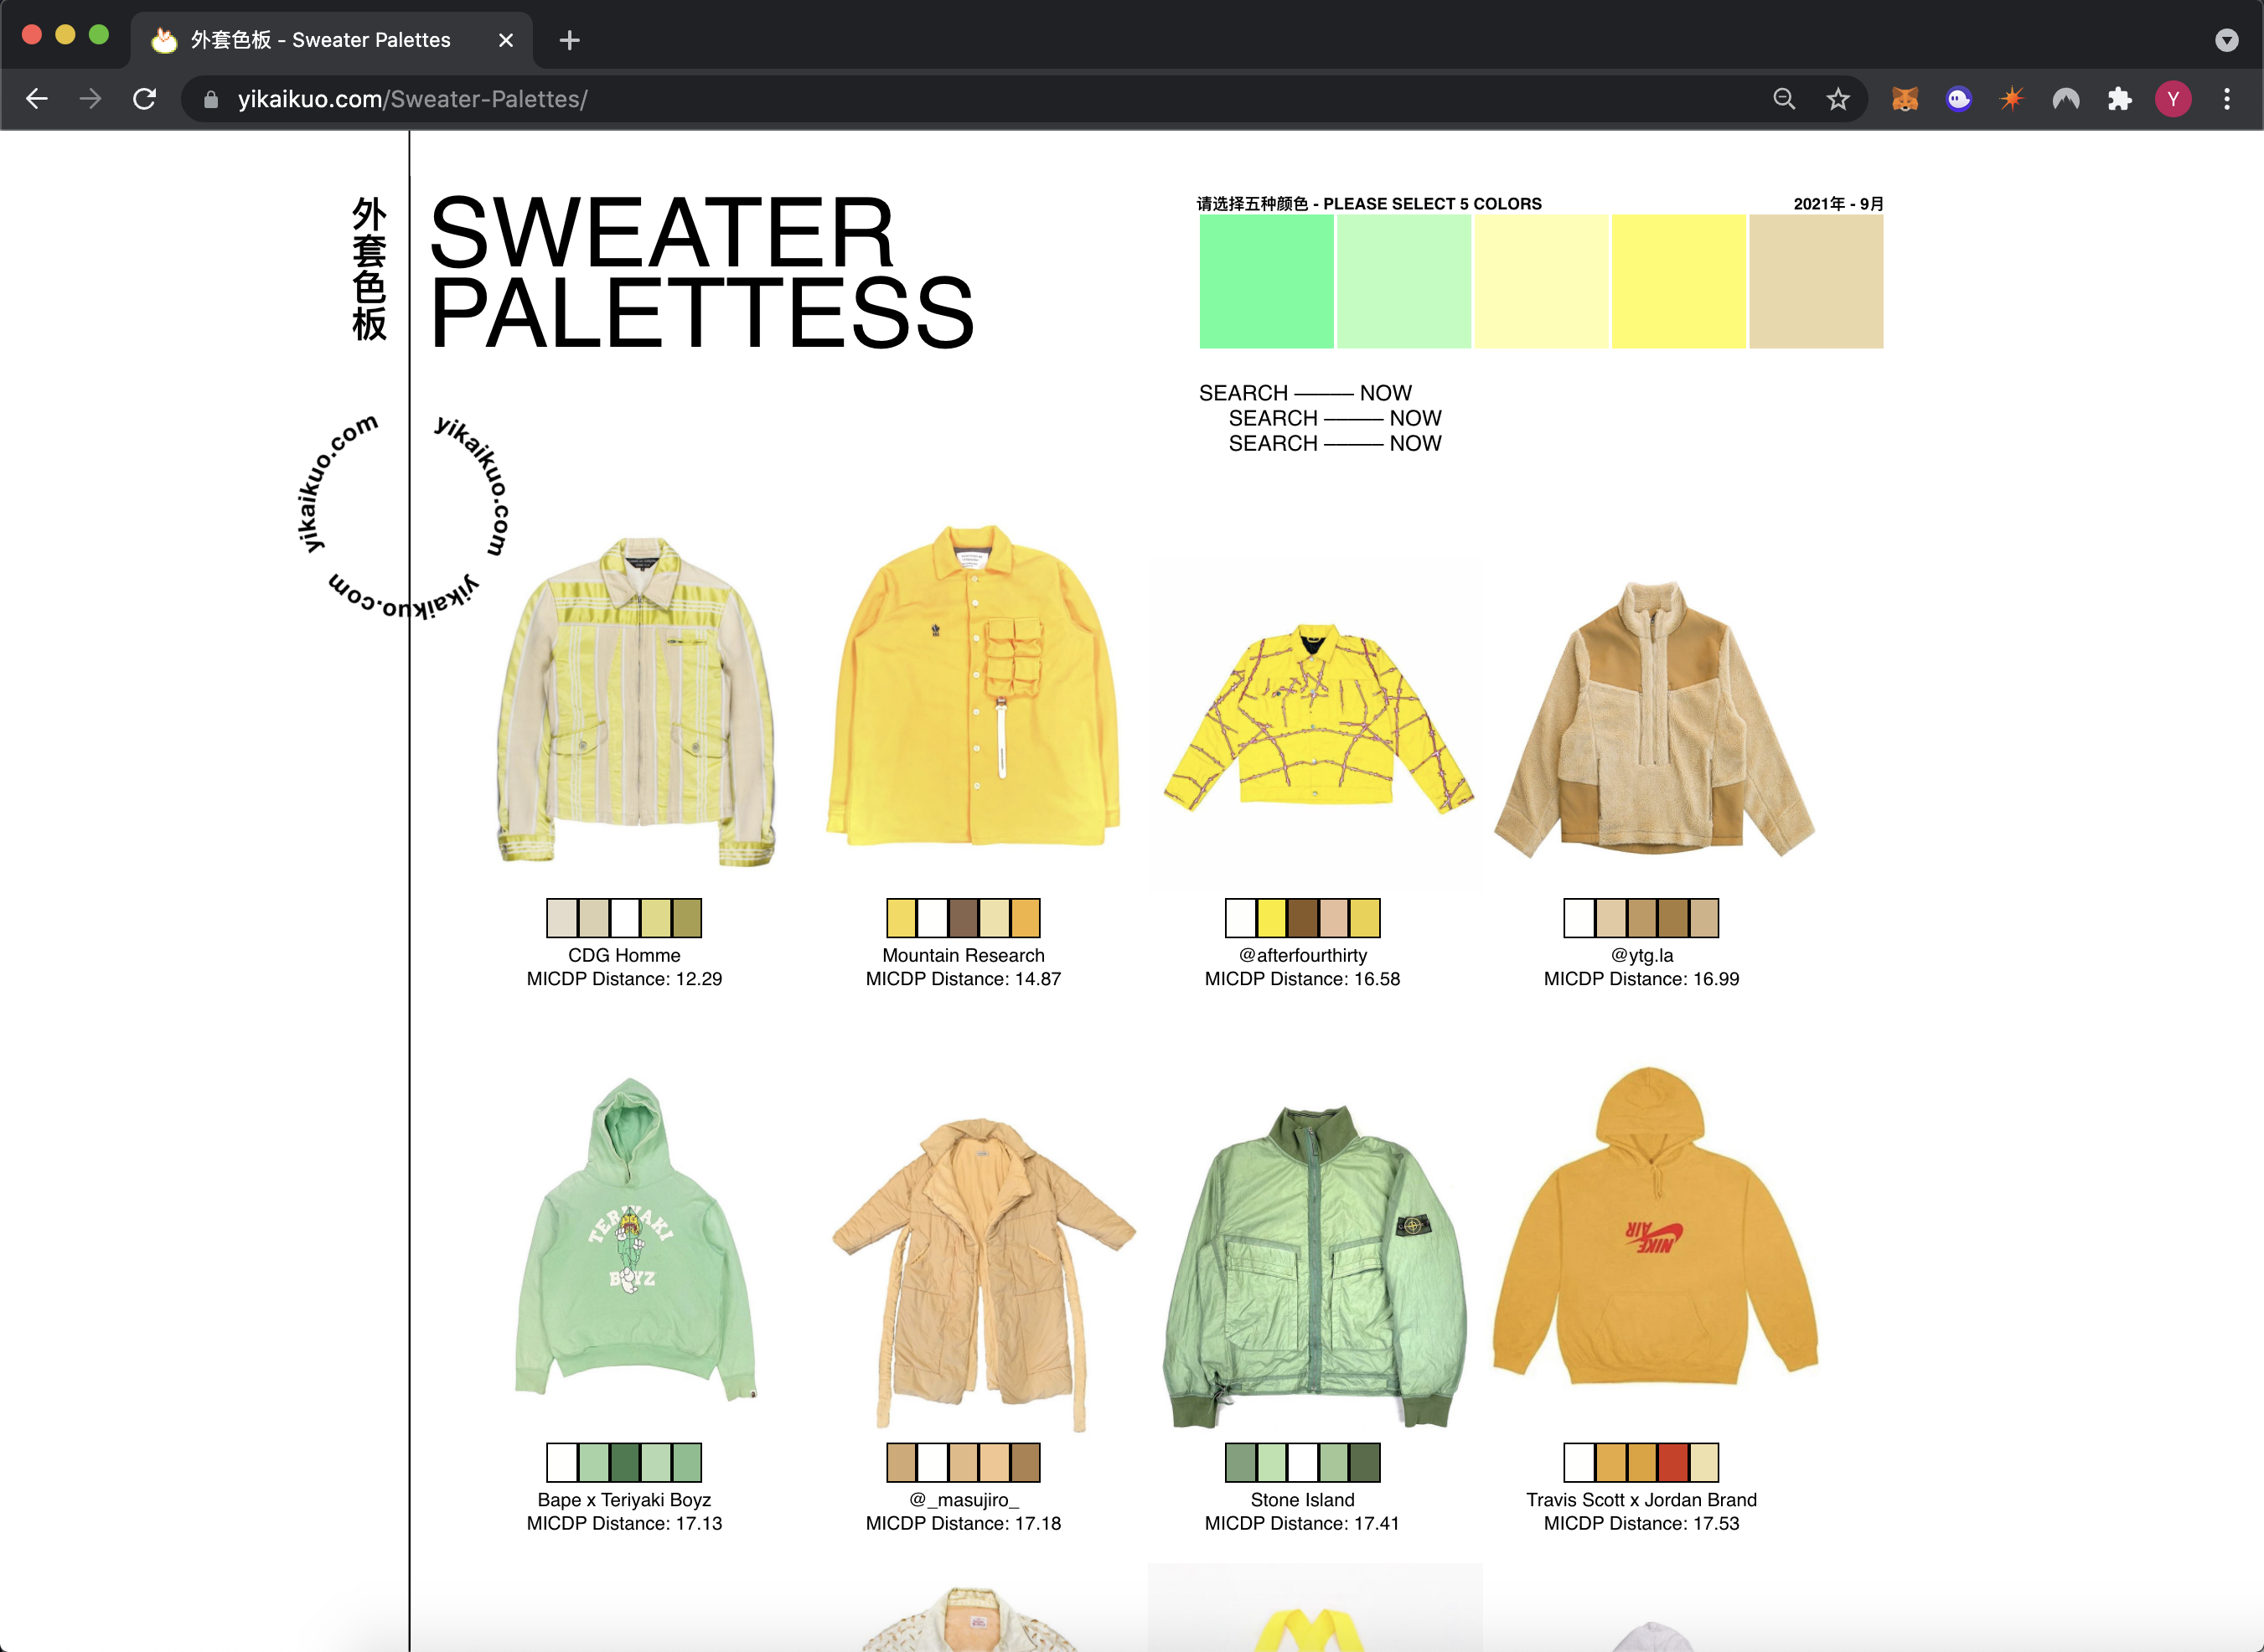 外套色板 - Sweater Palettes
yikaikuo.com/Sweater-Palettes/
Y
外套色板
SWEATER
PALETTESS
请选择五种颜色 - PLEASE SELECT 5 COLORS
2021年 - 9月
SEARCH ——— NOW
SEARCH ——— NOW
SEARCH ——— NOW
yikaikuo.com
yikaikuo.com
yikaikuo.com
CDG Homme
MICDP Distance: 12.29
Mountain Research
MICDP Distance: 14.87
@afterfourthirty
MICDP Distance: 16.58
@ytg.la
MICDP Distance: 16.99
TERIYAKI
BOYZ
NIKE
AIR
Bape x Teriyaki Boyz
MICDP Distance: 17.13
@_masujiro_
MICDP Distance: 17.18
Stone Island
MICDP Distance: 17.41
Travis Scott x Jordan Brand
MICDP Distance: 17.53